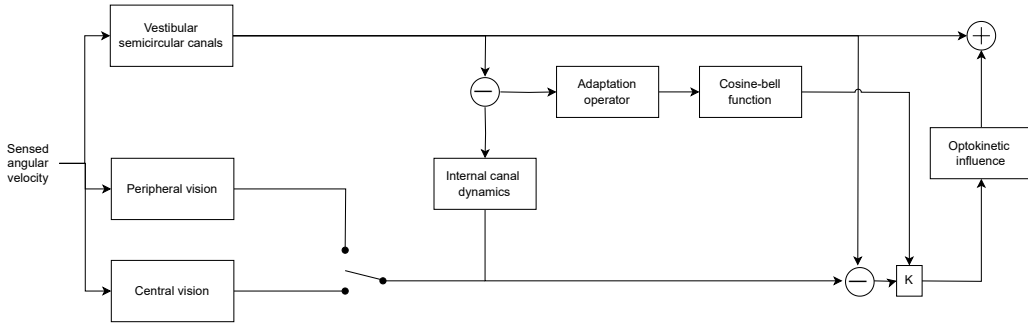 Vestibular
semicircular canals
Adaptation
operator
Cosine-bell
function
Sensed
angular
velocity
Optokinetic
influence
Peripheral vision
Internal canal
dynamics
Central vision
K